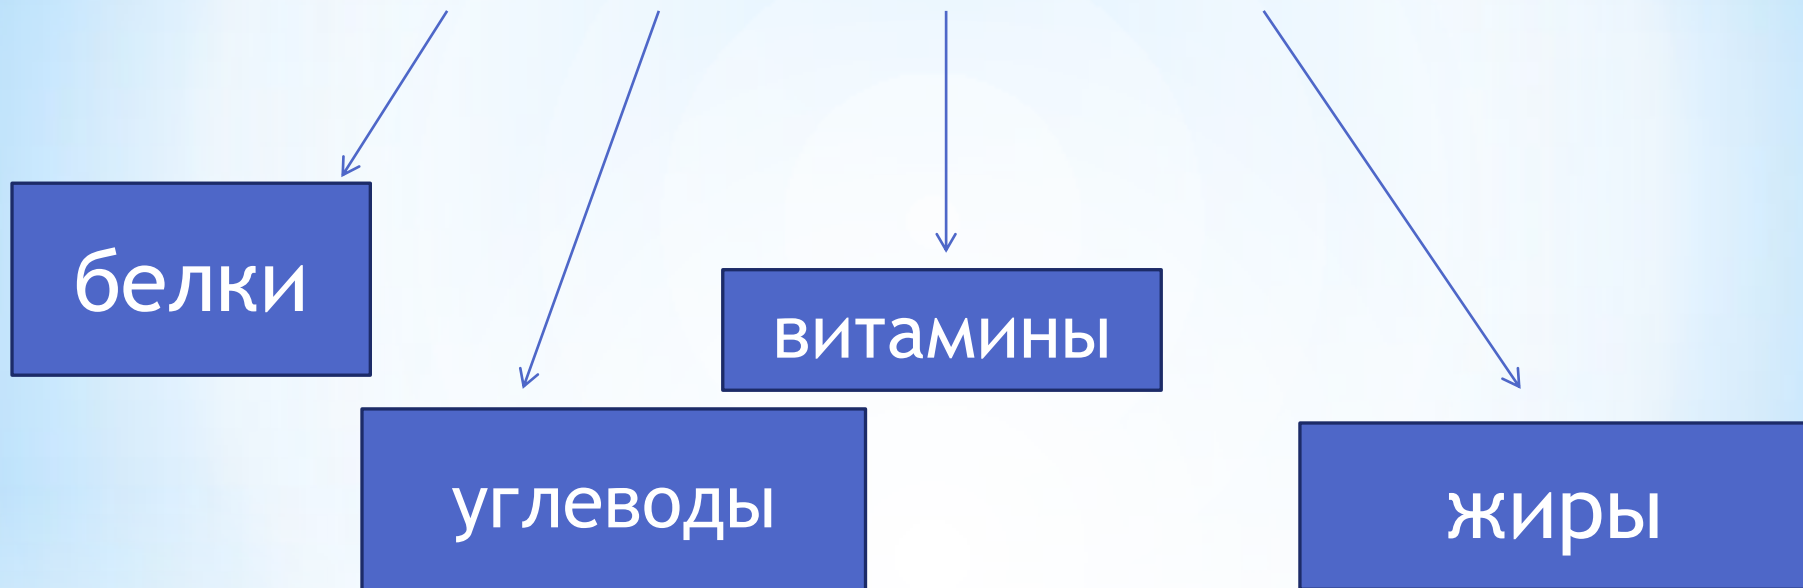 белки
витамины
углеводы
жиры